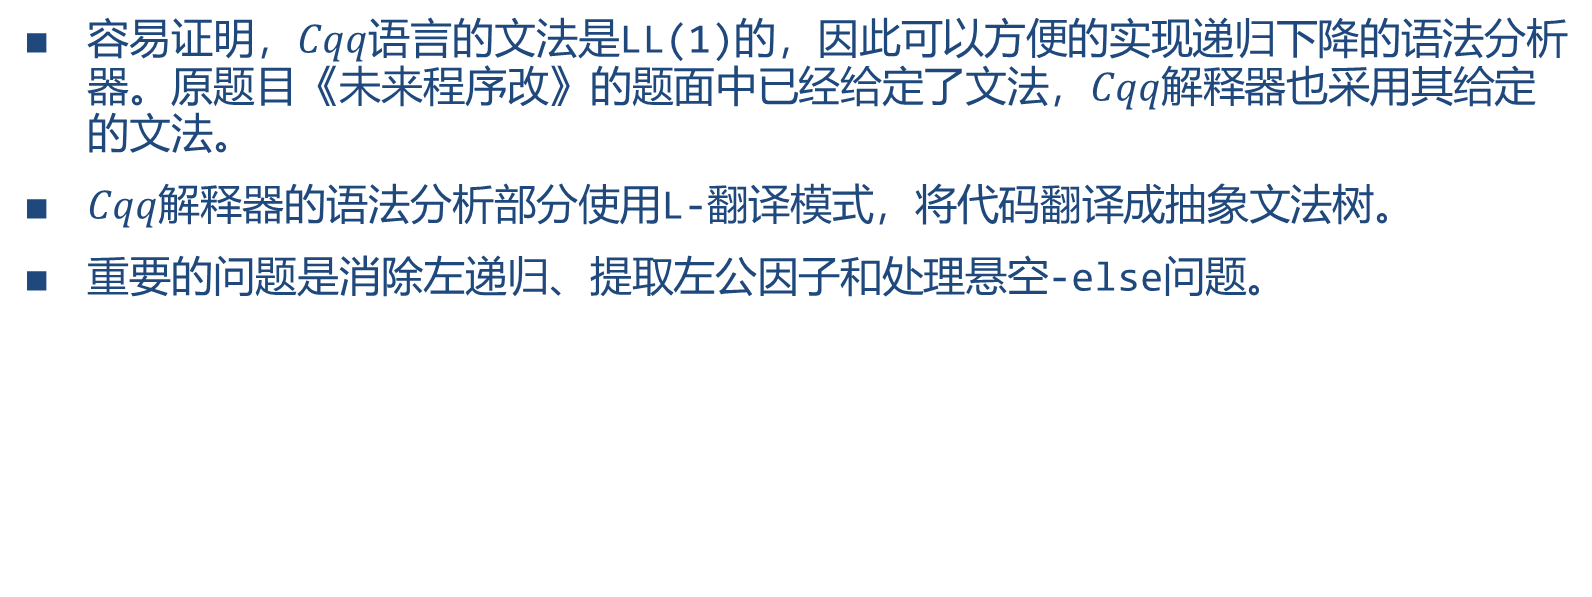 ■ 容易证明，Cqq语言的文法是LL(1)的，因此可以方便的实现递归下降的语法分析
器。原题目《未来程序改》的题面中已经给定了文法，Cqq解释器也采用其给定
的文法。
■ Cqq解释器的语法分析部分使用L-翻译模式，将代码翻译成抽象文法树。
■ 重要的问题是消除左递归、提取左公因子和处理悬空-else问题。